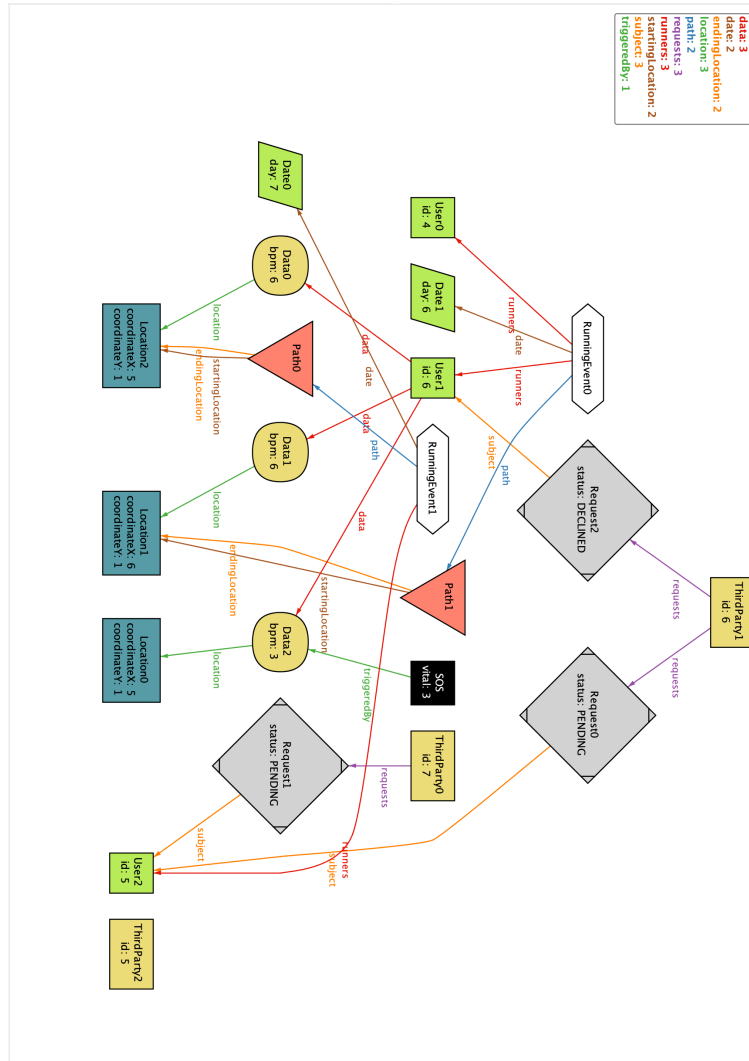 data: 3
date: 2
endingLocation: 2
location: 3
path: 2
requests: 3
runners: 3
startingLocation: 2
subject: 3
triggeredBy: 1
ThirdParty1
id: 6
requests
requests
RunningEvent0
Request2
status: DECLINED
Request0
status: PENDING
runners
date
runners
path
subject
User0
id: 4
Date1
day: 6
User1
id: 6
RunningEvent1
Path1
SOS
vital: 3
ThirdParty0
id: 7
data
date
data
path
data
endingLocation
startingLocation
triggeredBy
requests
runners
subject
Date0
day: 7
Data0
bpm: 6
Path0
Data1
bpm: 6
Data2
bpm: 3
Request1
status: PENDING
location
endingLocation
startingLocation
location
location
subject
Location2
coordinateX: 5
coordinateY: 1
Location1
coordinateX: 6
coordinateY: 1
Location0
coordinateX: 5
coordinateY: 1
User2
id: 5
ThirdParty2
id: 5